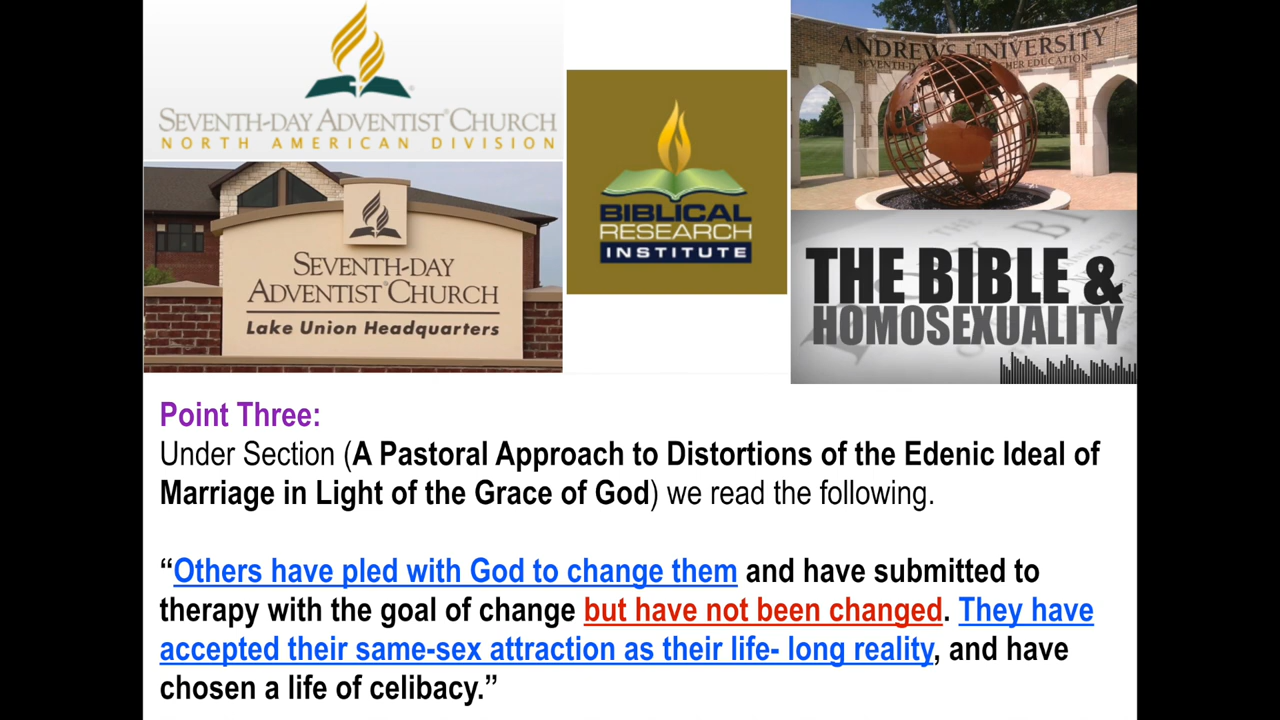 SEVENTH-DAY ADVENTIST® CHURCH
NORTH AMERICAN DIVISION
SEVENTH-DAY
ADVENTIST® CHURCH
Lake Union Headquarters
BIBLICAL
RESEARCH
INSTITUTE
ANDREWS UNIVERSITY
EDUCATION
THE BIBLE &
HOMOSEXUALITY
Point Three:
Under Section (A Pastoral Approach to Distortions of the Edenic Ideal of
Marriage in Light of the Grace of God) we read the following.
“Others have pled with God to change them and have submitted to
therapy with the goal of change but have not been changed. They have
accepted their same-sex attraction as their life- long reality, and have
chosen a life of celibacy.”